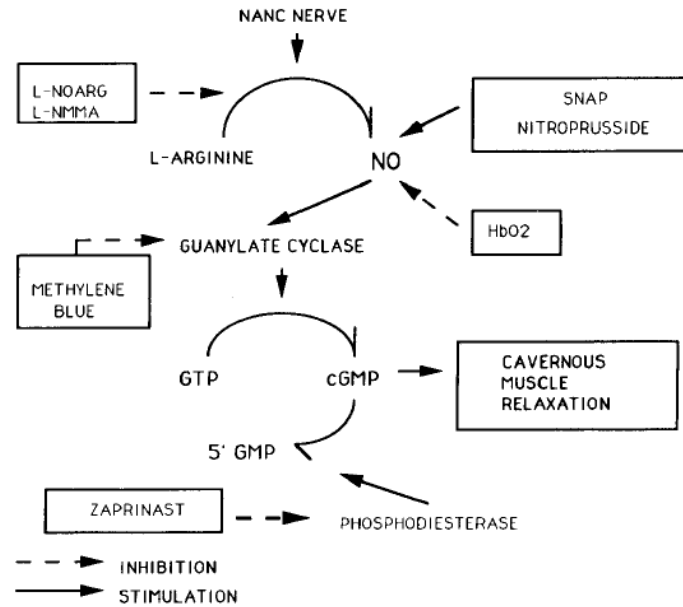 NANC NERVE
L-NOARG
L-NMMA
SNAP
NITROPRUSSIDE
L-ARGININE
NO
HbO2
GUANYLATE CYCLASE
METHYLENE
BLUE
GTP
cGMP
CAVERNOUS
MUSCLE
RELAXATION
5' GMP
ZAPRINAST
PHOSPHODIESTERASE
INHIBITION
STIMULATION